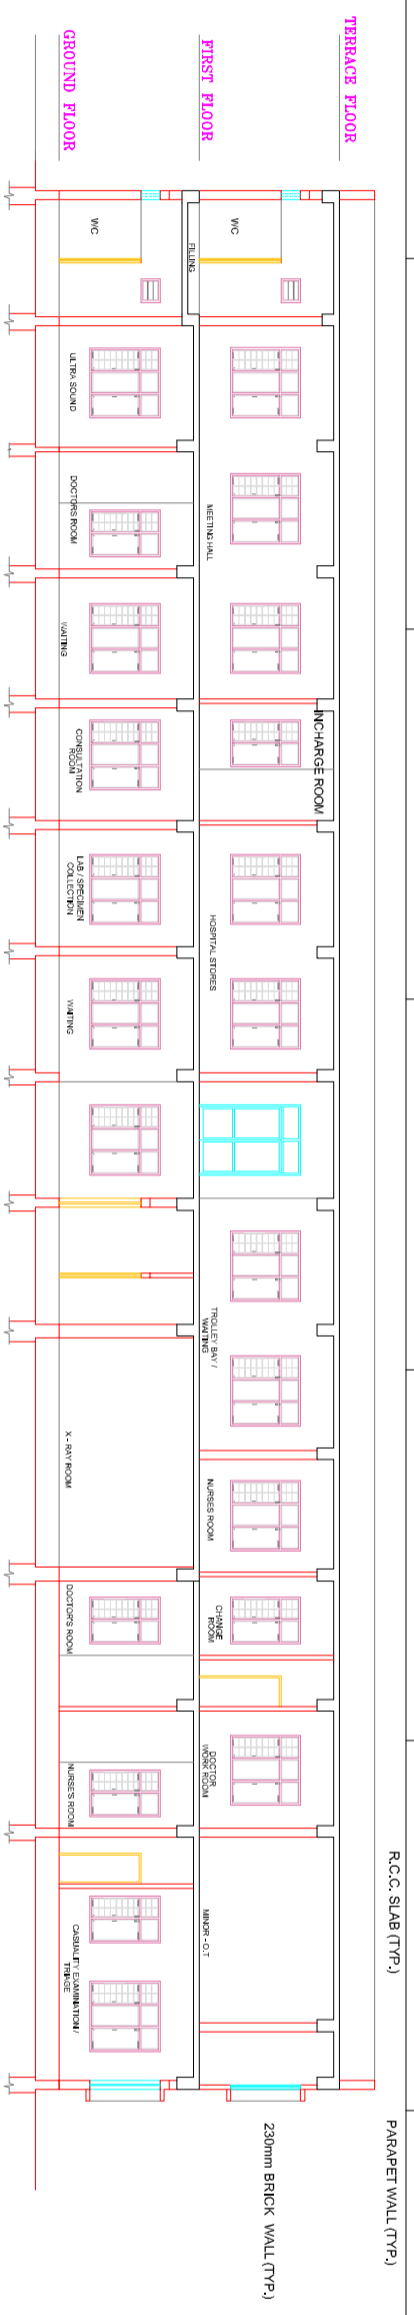 TERRACE FLOOR
FIRST FLOOR
GROUND FLOOR
R.C.C. SLAB (TYP.)
PARAPET WALL (TYP.)
230mm BRICK WALL (TYP.)
WC
FILLING
MEETING HALL
INCHARGE ROOM
HOSPITAL STORES
TROLLEY BAY /
WAITING
NURSES ROOM
CHANGE
ROOM
DOCTOR
WORK ROOM
MINOR - O.T
WC
ULTRA SOUND
DOCTORS ROOM
WAITING
CONSULTATION
ROOM
LAB / SPECIMEN
COLLECTION
WAITING
X - RAY ROOM
DOCTOR'S ROOM
NURSE'S ROOM
CASUALITY EXAMINATION /
TRIAGE